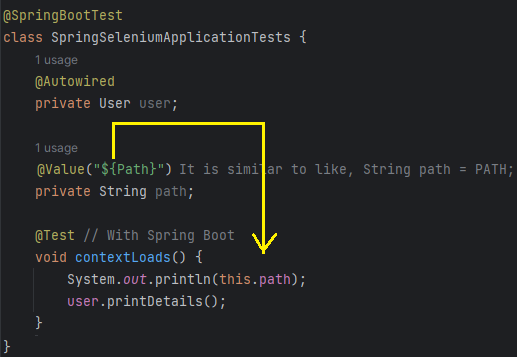 @SpringBootTest
class SpringSeleniumApplicationTests {
1 usage
@Autowired
private User user;
1 usage
@Value("${Path}") It is similar to like, String path = PATH;
private String path;
@Test // With Spring Boot
void contextLoads() {
System.out.println(this.path);
user.printDetails();
}
}